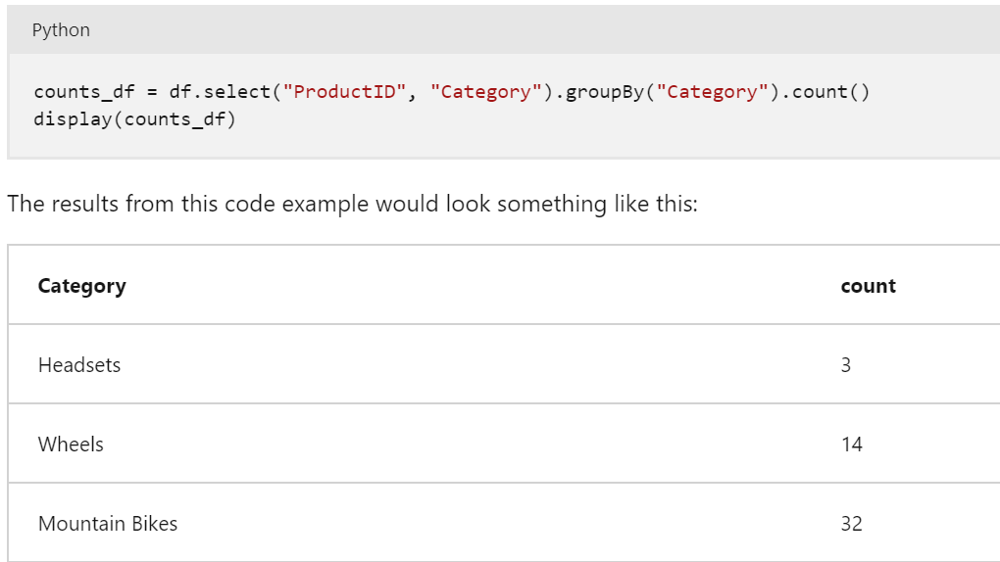 Python
counts_df = df.select("ProductID", "Category").groupBy("Category").count()
display(counts_df)
The results from this code example would look something like this:
Category count
Headsets 3
Wheels 14
Mountain Bikes 32